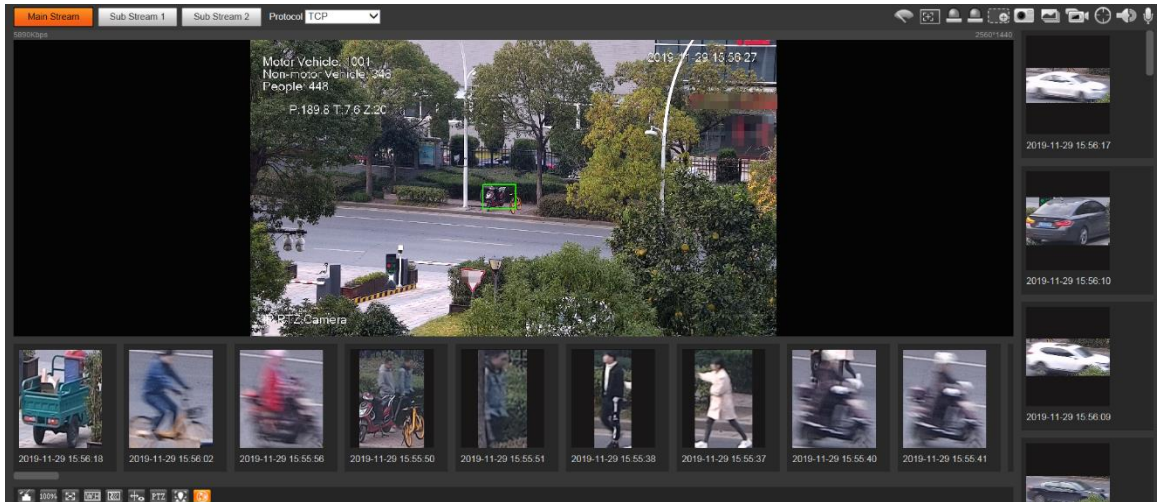 Main Stream Sub Stream 1 Sub Stream 2 Protocol TCP
5890Kbps 2560*1440
Motor Vehicle: 1001 2019-11-29 15:56:27
Non-motor Vehicle: 348
People: 448
P:189.8 T:7.6 Z:20
PTZ Camera
2019-11-29 15:56:17
2019-11-29 15:56:10
2019-11-29 15:56:09
2019-11-29 15:56:18 2019-11-29 15:56:02 2019-11-29 15:55:56 2019-11-29 15:55:50 2019-11-29 15:55:51 2019-11-29 15:55:38 2019-11-29 15:55:37 2019-11-29 15:55:40 2019-11-29 15:55:41
100% W:H PTZ